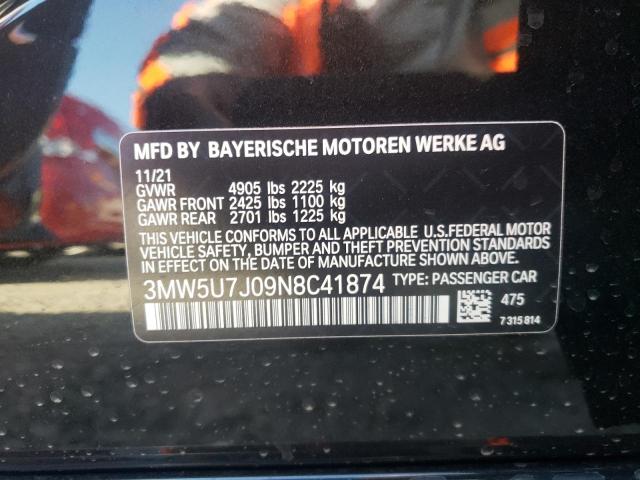 MFD BY BAYERISCHE MOTOREN WERKE AG
11/21
GVWR 4905 lbs 2225 kg
GAWR FRONT 2425 lbs 1100 kg
GAWR REAR 2701 lbs 1225 kg
THIS VEHICLE CONFORMS TO ALL APPLICABLE U.S.FEDERAL MOTOR
VEHICLE SAFETY, BUMPER AND THEFT PREVENTION STANDARDS
IN EFFECT ON THE DATE OF MANUFACTURE SHOWN ABOVE.
3MW5U7J09N8C41874 TYPE: PASSENGER CAR
475
7315814